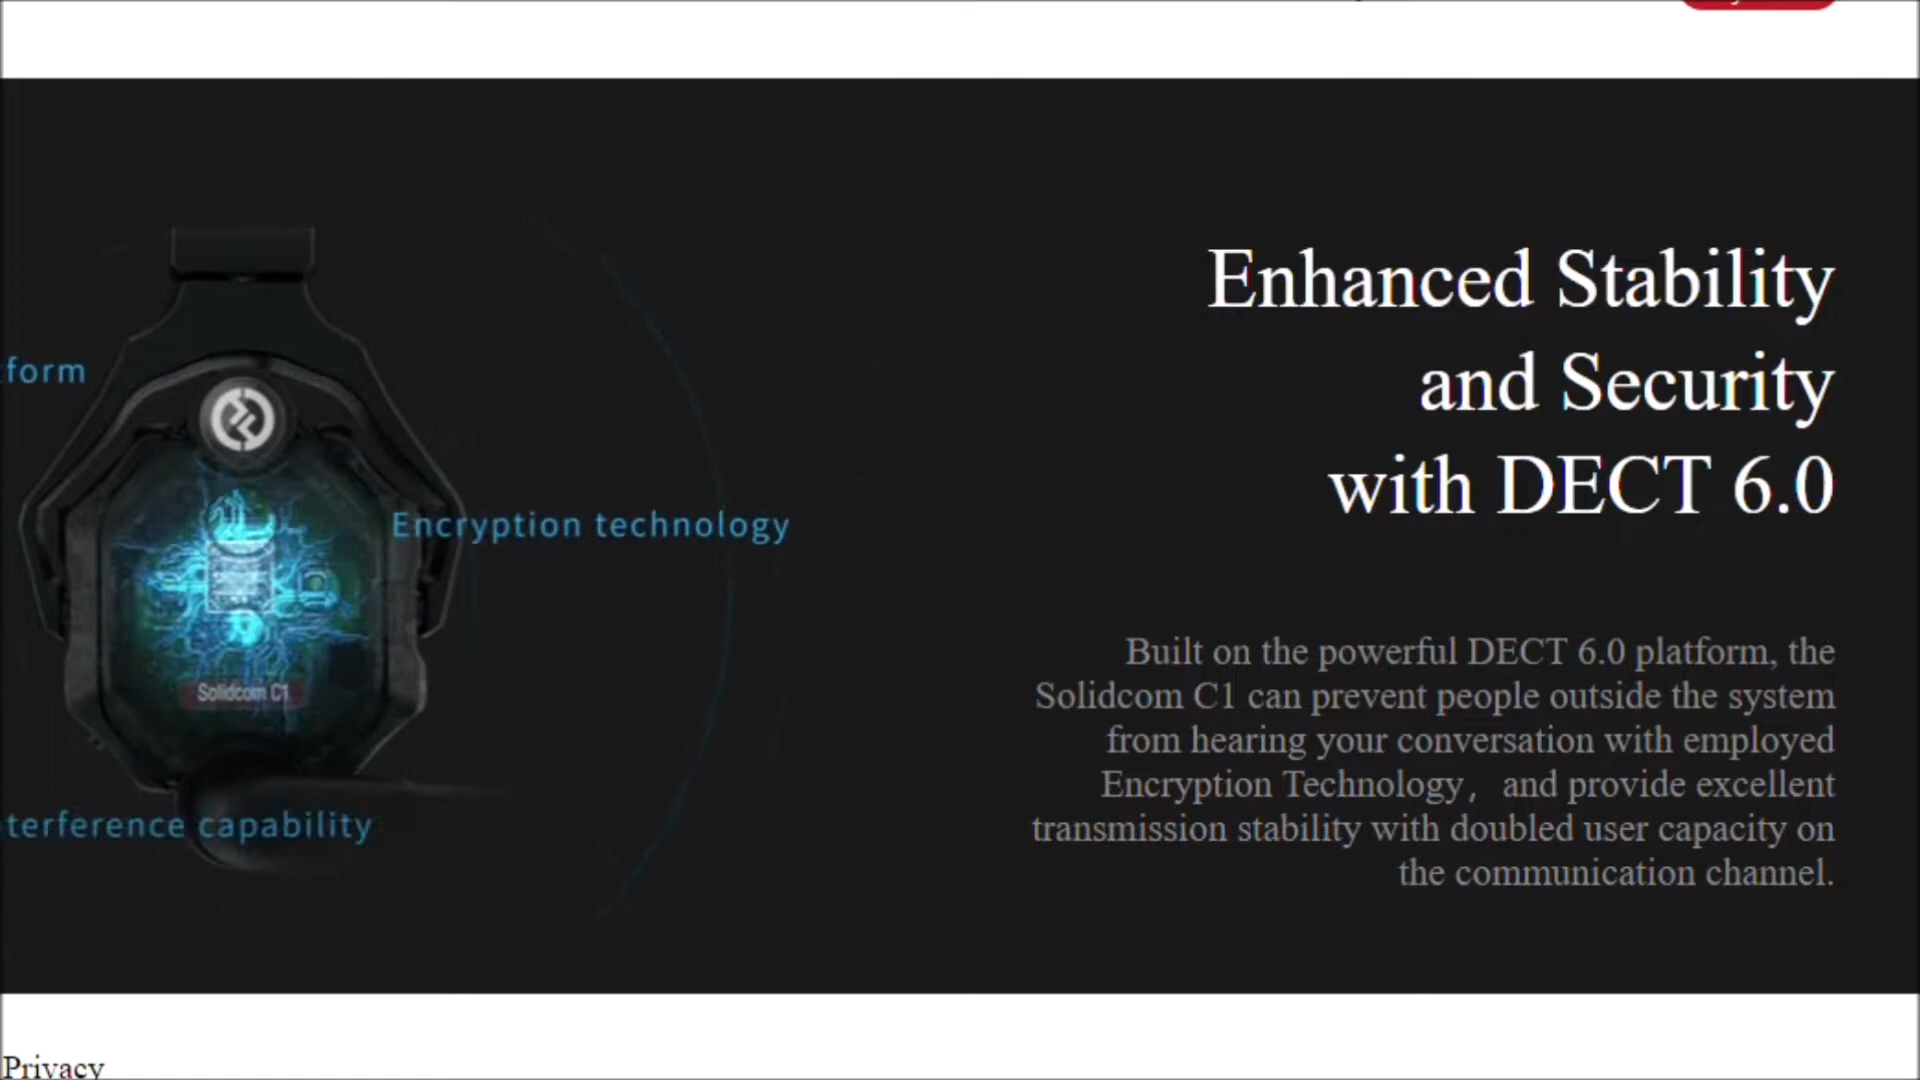 Enhanced Stability
and Security
with DECT 6.0
form
Encryption technology
Solidcom C1
terference capability
Built on the powerful DECT 6.0 platform, the
Solidcom C1 can prevent people outside the system
from hearing your conversation with employed
Encryption Technology， and provide excellent
transmission stability with doubled user capacity on
the communication channel.
Privacy